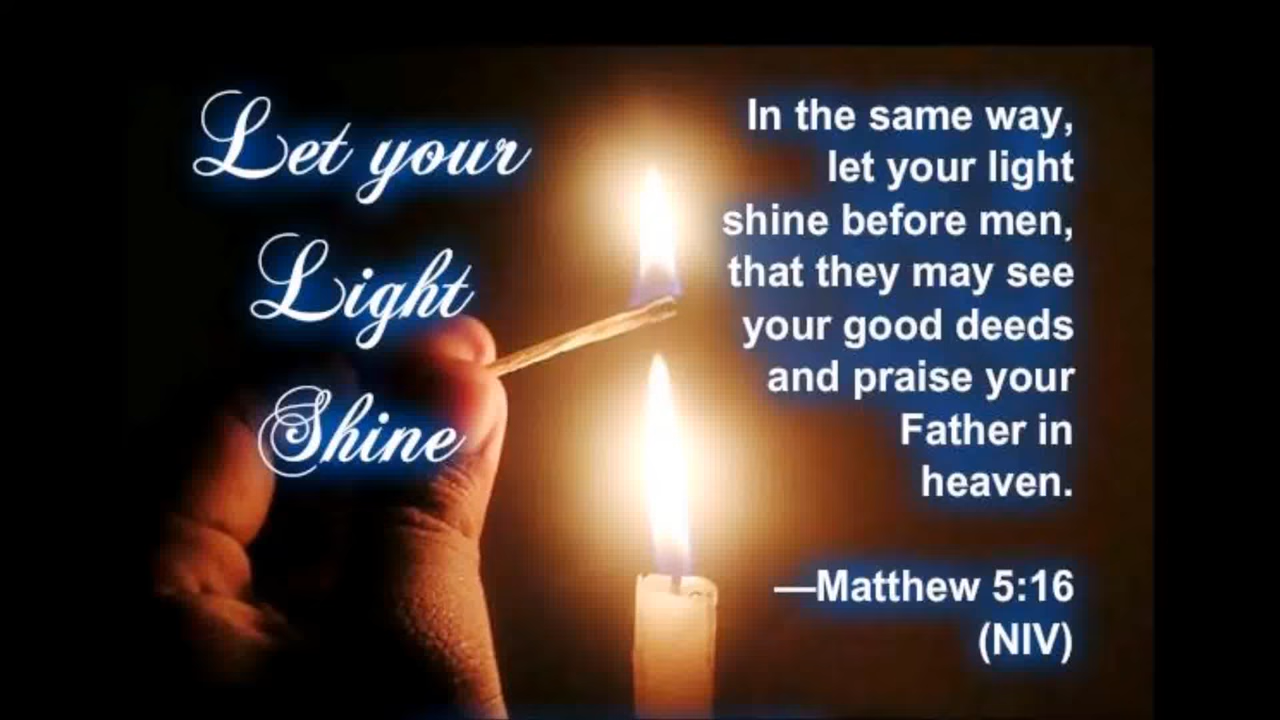 Let your
Light
Shine
In the same way,
let your light
shine before men,
that they may see
your good deeds
and praise your
Father in
heaven.
—Matthew 5:16
(NIV)